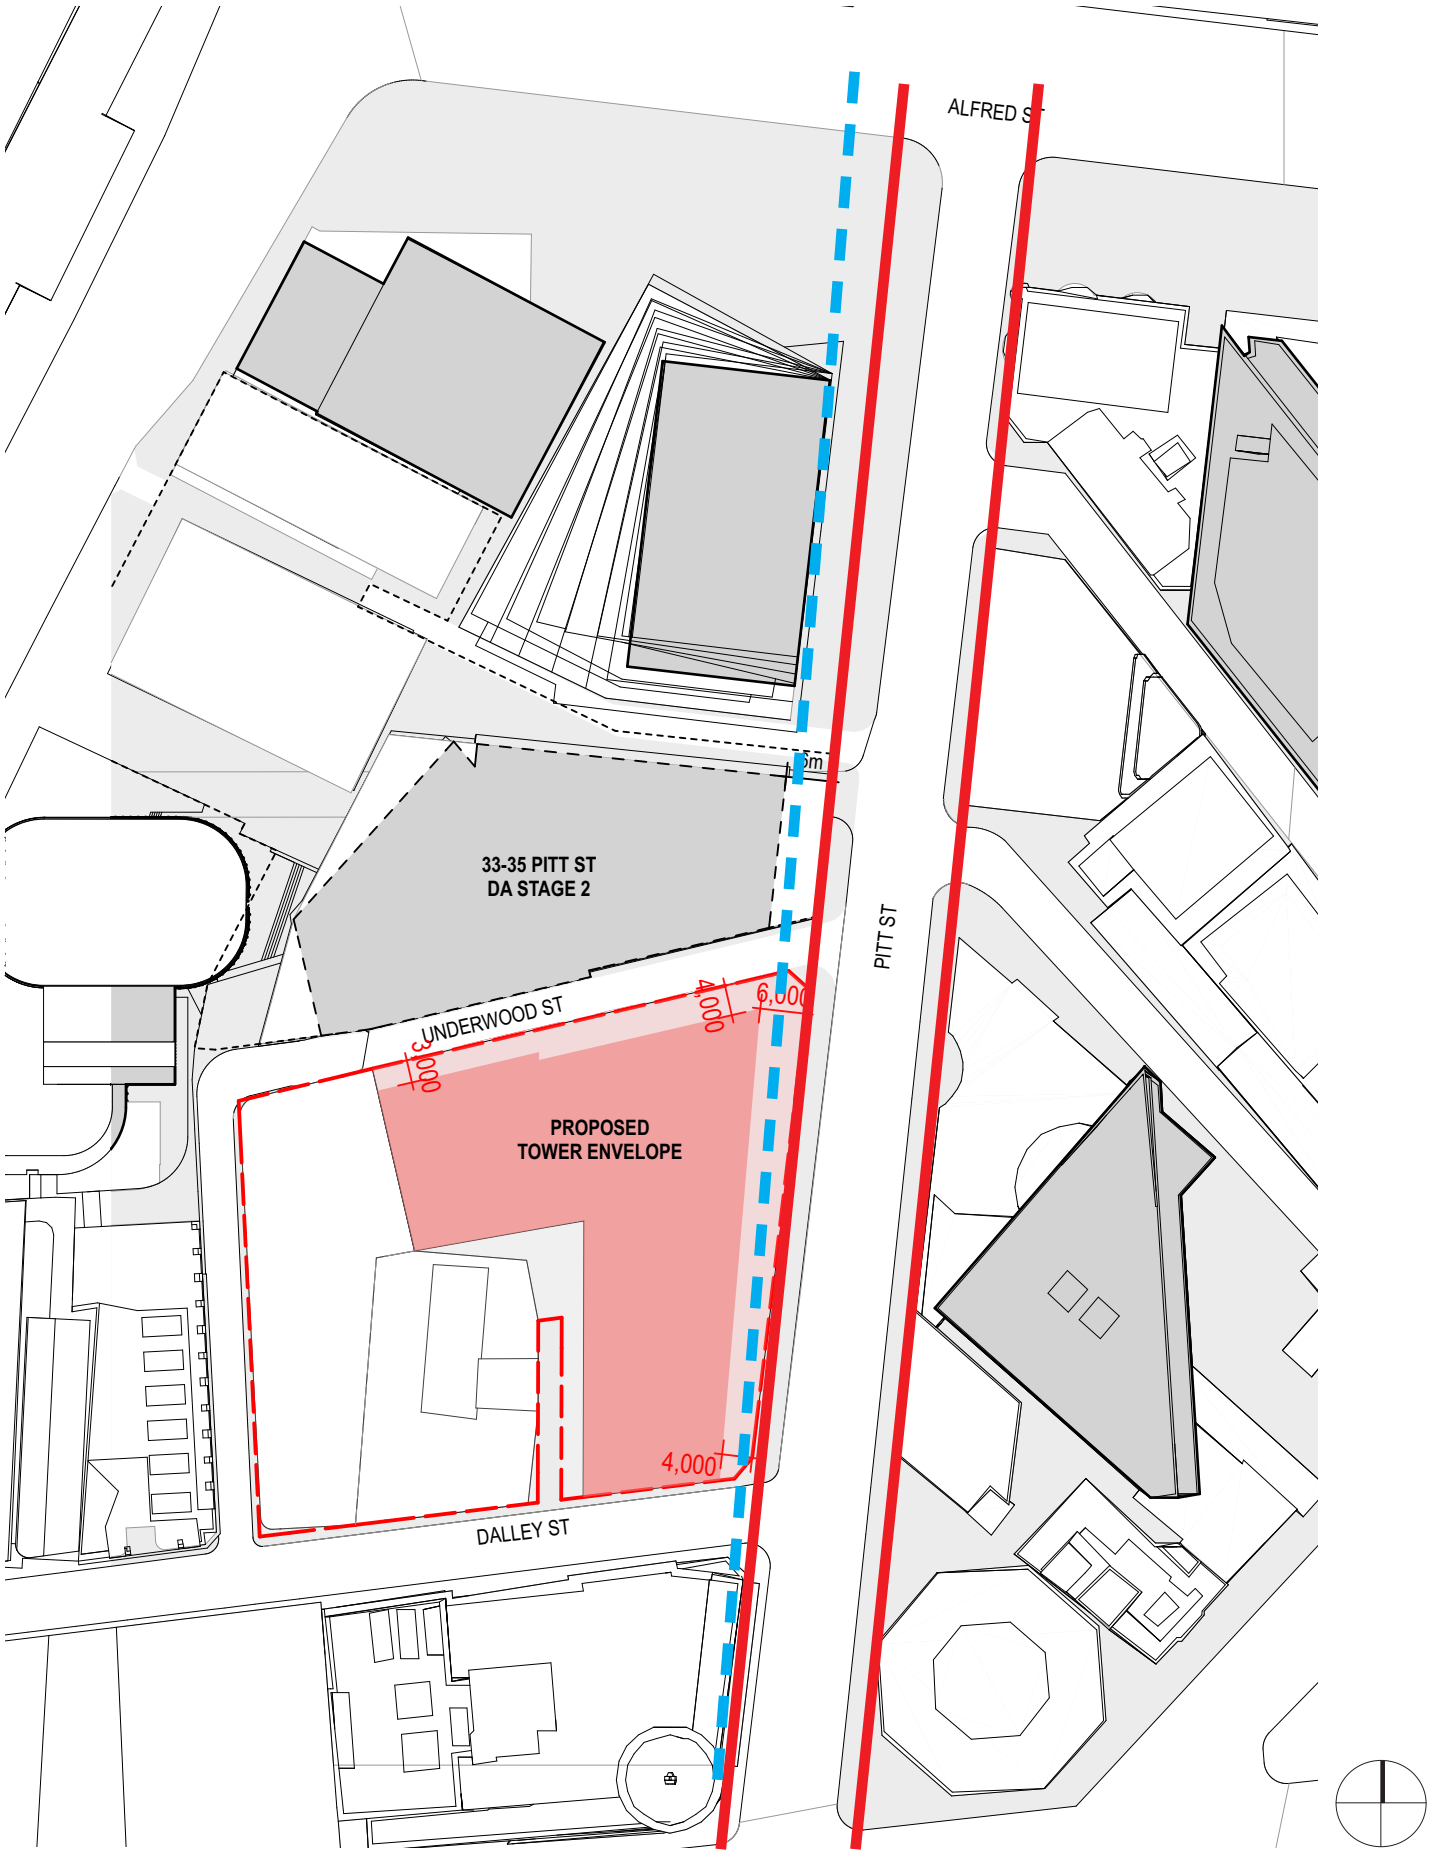 ALFRED ST
6m
33-35 PITT ST
DA STAGE 2
PITT ST
4,000
6,000
UNDERWOOD ST
3,000
PROPOSED
TOWER ENVELOPE
4,000
DALLEY ST